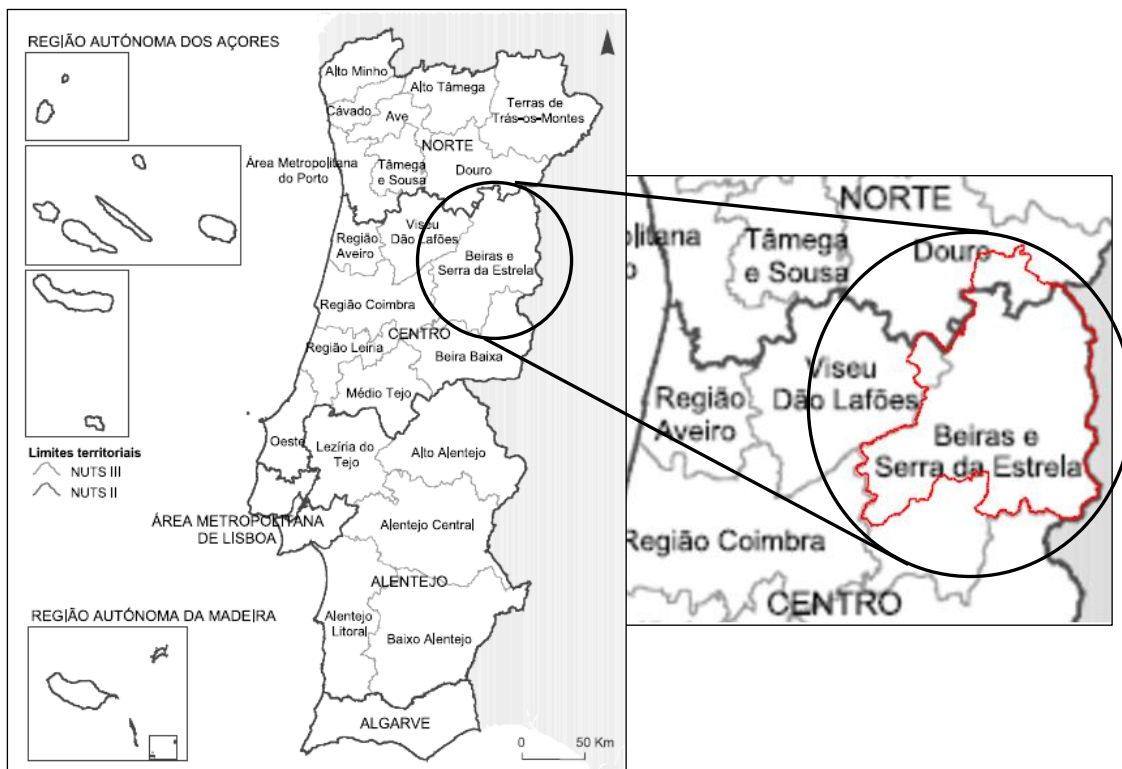 REGIÃO AUTÓNOMA DOS AÇORES
Alto Minho
Alto Tâmega
Terras de
Trás-os-Montes
Cávado
Ave
NORTE
Área Metropolitana
do Porto
Tâmega
e Sousa
Douro
Viseu
Dão Lafões
Região
Aveiro
Beiras e
Serra da Estrela
Região Coimbra
CENTRO
Região Leiria
Beira Baixa
Médio Tejo
Oeste
Lezíria do
Tejo
Alto Alentejo
Limites territoriais
NUTS III
NUTS II
ÁREA METROPOLITANA
DE LISBOA
Alentejo Central
ALENTEJO
REGIÃO AUTÓNOMA DA MADEIRA
Alentejo
Litoral
Baixo Alentejo
ALGARVE
0 50 Km
NORTE
olitana
o
Tâmega
e Sousa
Douro
Viseu
Dão Lafões
Região
Aveiro
Beiras e
Serra da Estrela
Região Coimbra
CENTRO